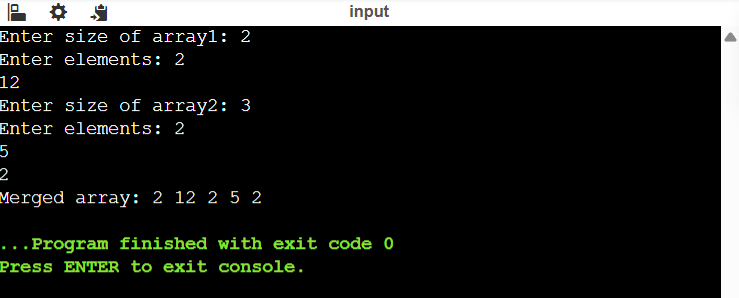 input
Enter size of array1: 2
Enter elements: 2
12
Enter size of array2: 3
Enter elements: 2
5
2
Merged array: 2 12 2 5 2
...Program finished with exit code 0
Press ENTER to exit console.